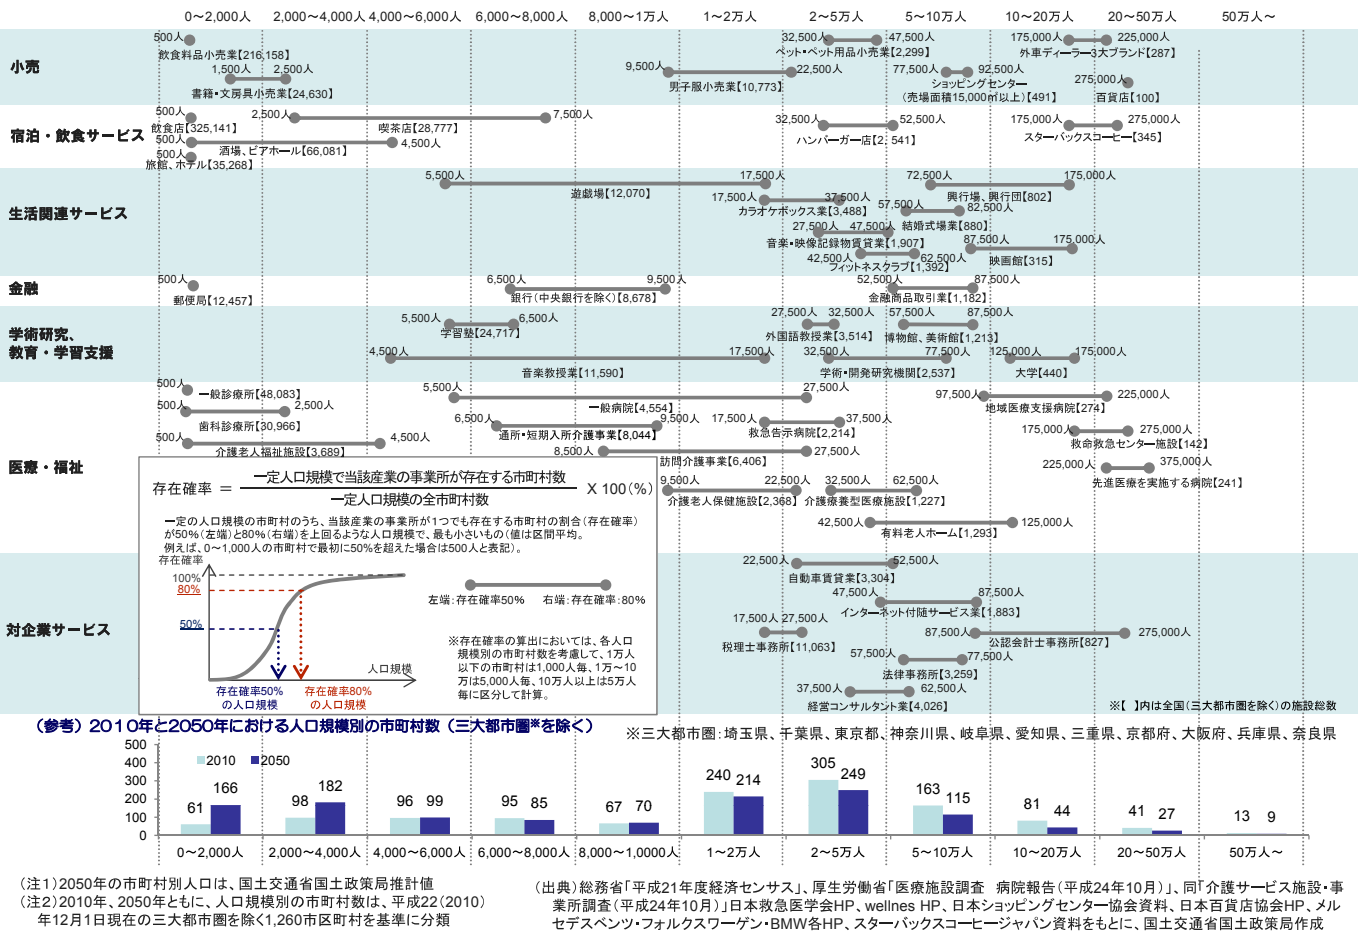 0～2,000人 2,000～4,000人 4,000～6,000人 6,000～8,000人 8,000～1万人 1～2万人 2～5万人 5～10万人 10～20万人 20～50万人 50万人～
小売
500人
飲食料品小売業【216,158】
1,500人 2,500人
書籍・文房具小売業【24,630】
9,500人 22,500人
男子服小売業【10,773】
32,500人 47,500人
ペット・ペット用品小売業【2,299】
77,500人 92,500人
ショッピングセンター
（売場面積15,000㎡以上）【491】
175,000人 225,000人
外車ディーラー3大ブランド【287】
275,000人
百貨店【100】
宿泊・飲食サービス
500人
飲食店【325,141】
2,500人 7,500人
喫茶店【28,777】
500人 4,500人
酒場、ビアホール【66,081】
500人
旅館、ホテル【35,268】
32,500人 52,500人
ハンバーガー店【2，541】
175,000人 275,000人
スターバックスコーヒー【345】
生活関連サービス
5,500人 17,500人
遊戯場【12,070】
17,500人 37,500人
カラオケボックス業【3,488】
27,500人 47,500人
音楽・映像記録物賃貸業【1,907】
42,500人 62,500人
フィットネスクラブ【1,392】
72,500人 175,000人
興行場、興行団【802】
57,500人 82,500人
結婚式場業【880】
87,500人 175,000人
映画館【315】
金融
500人
郵便局【12,457】
6,500人 9,500人
銀行（中央銀行を除く）【8,678】
52,500人 87,500人
金融商品取引業【1,182】
学術研究、
教育・学習支援
5,500人 6,500人
学習塾【24,717】
27,500人 32,500人
外国語教授業【3,514】
57,500人 87,500人
博物館、美術館【1,213】
4,500人 17,500人
音楽教授業【11,590】
32,500人 77,500人
学術・開発研究機関【2,537】
125,000人 175,000人
大学【440】
医療・福祉
500人
一般診療所【48,083】
500人 2,500人
歯科診療所【30,966】
500人 4,500人
介護老人福祉施設【3,689】
5,500人 27,500人
一般病院【4,554】
6,500人 9,500人
通所・短期入所介護事業【8,044】
17,500人 37,500人
救急告示病院【2,214】
8,500人 27,500人
訪問介護事業【6,406】
9,500人 22,500人
介護老人保健施設【2,368】
32,500人 62,500人
介護療養型医療施設【1,227】
42,500人 125,000人
有料老人ホーム【1,293】
97,500人 225,000人
地域医療支援病院【274】
175,000人 275,000人
救命救急センター施設【142】
225,000人 375,000人
先進医療を実施する病院【241】
対企業サービス
22,500人 52,500人
自動車賃貸業【3,304】
47,500人 87,500人
インターネット付随サービス業【1,883】
17,500人 27,500人
税理士事務所【11,063】
87,500人 275,000人
公認会計士事務所【827】
57,500人 77,500人
法律事務所【3,259】
37,500人 62,500人
経営コンサルタント業【4,026】
※【　】内は全国（三大都市圏を除く）の施設総数
存在確率 ＝ 一定人口規模で当該産業の事業所が存在する市町村数
一定人口規模の全市町村数 X 100（%）
一定の人口規模の市町村のうち、当該産業の事業所が1つでも存在する市町村の割合（存在確率）
が50%（左端）と80%（右端）を上回るような人口規模で、最も小さいもの（値は区間平均。
例えば、0～1,000人の市町村で最初に50%を超えた場合は500人と表記）。
存在確率
100%
80%
50%
人口規模
存在確率50%
の人口規模
存在確率80%
の人口規模
左端：存在確率50% 右端：存在確率：80%
※存在確率の算出においては、各人口
規模別の市町村数を考慮して、1万人
以下の市町村は1,000人毎、1万～10
万は5,000人毎、10万人以上は5万人
毎に区分して計算。
（参考）２０１０年と２０５０年における人口規模別の市町村数（三大都市圏※を除く）
※三大都市圏：埼玉県、千葉県、東京都、神奈川県、岐阜県、愛知県、三重県、京都府、大阪府、兵庫県、奈良県
2010 2050
500
400
300
200
100
0
61 166 98 182 96 99 95 85 67 70 240 214 305 249 163 115 81 44 41 27 13 9
0～2,000人 2,000～4,000人 4,000～6,000人 6,000～8,000人 8,000～1,0000人 1～2万人 2～5万人 5～10万人 10～20万人 20～50万人 50万人～
（注1）2050年の市町村別人口は、国土交通省国土政策局推計値
（注2）2010年、2050年ともに、人口規模別の市町村数は、平成22（2010）
年12月1日現在の三大都市圏を除く1,260市区町村を基準に分類
（出典）総務省「平成21年度経済センサス」、厚生労働省「医療施設調査　病院報告（平成24年10月）」、同「介護サービス施設・事
業所調査（平成24年10月）」日本救急医学会HP、wellnes HP、日本ショッピングセンター協会資料、日本百貨店協会HP、メル
セデスベンツ・フォルクスワーゲン・BMW各HP、スターバックスコーヒージャパン資料をもとに、国土交通省国土政策局作成